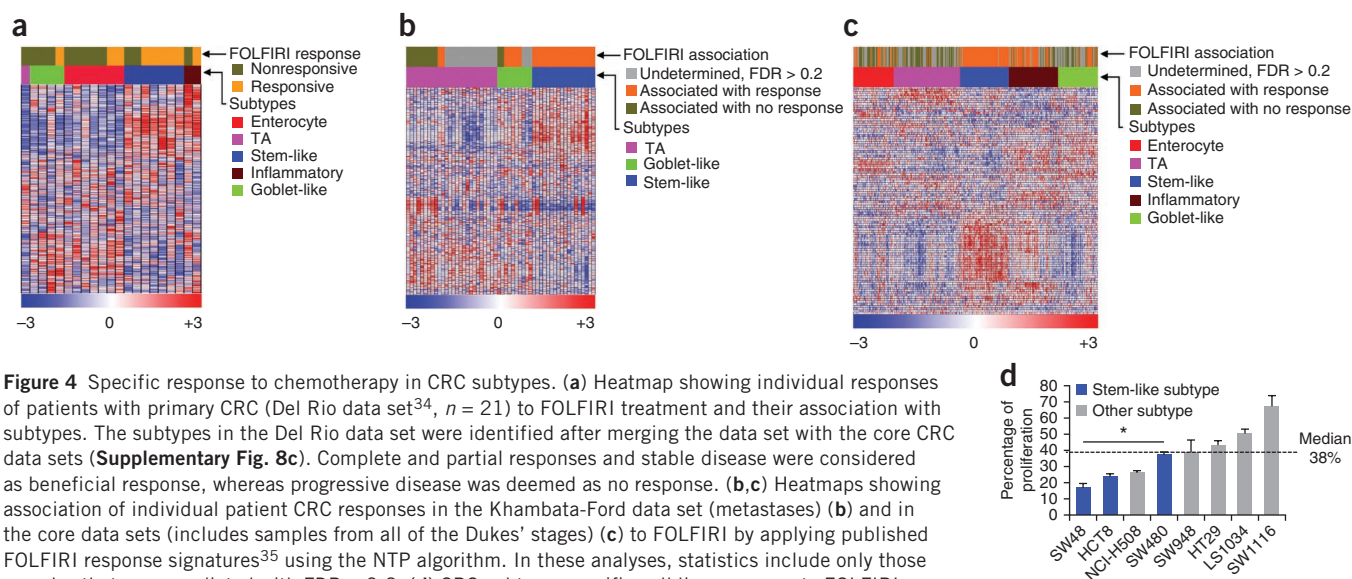 a
FOLFIRI response
Nonresponsive
Responsive
Subtypes
Enterocyte
TA
Stem-like
Inflammatory
Goblet-like
–3 0 +3
b
FOLFIRI association
Undetermined, FDR > 0.2
Associated with response
Associated with no response
Subtypes
TA
Goblet-like
Stem-like
–3 0 +3
c
FOLFIRI association
Undetermined, FDR > 0.2
Associated with response
Associated with no response
Subtypes
Enterocyte
TA
Stem-like
Inflammatory
Goblet-like
–3 0 +3
Figure 4 Specific response to chemotherapy in CRC subtypes. (a) Heatmap showing individual responses
of patients with primary CRC (Del Rio data set34, n = 21) to FOLFIRI treatment and their association with
subtypes. The subtypes in the Del Rio data set were identified after merging the data set with the core CRC
data sets (Supplementary Fig. 8c). Complete and partial responses and stable disease were considered
as beneficial response, whereas progressive disease was deemed as no response. (b,c) Heatmaps showing
association of individual patient CRC responses in the Khambata-Ford data set (metastases) (b) and in
the core data sets (includes samples from all of the Dukes' stages) (c) to FOLFIRI by applying published
FOLFIRI response signatures35 using the NTP algorithm. In these analyses, statistics include only those
d
Percentage of
proliferation
80
70
60
50
40
30
20
10
0
Stem-like subtype
Other subtype
*
Median
38%
SW48
HCT8
NCI-H508
SW480
SW948
HT29
LS1034
SW1116